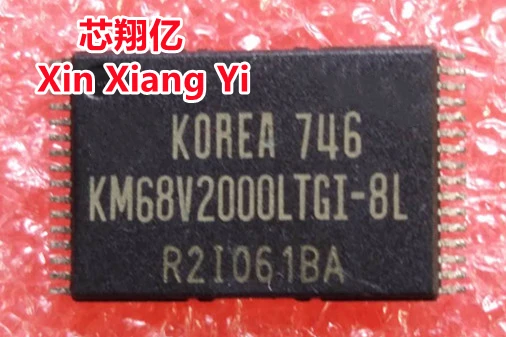 芯翔亿
Xin Xiang Yi
KOREA 746
KM68V2000LTGI-8L
R2I061BA